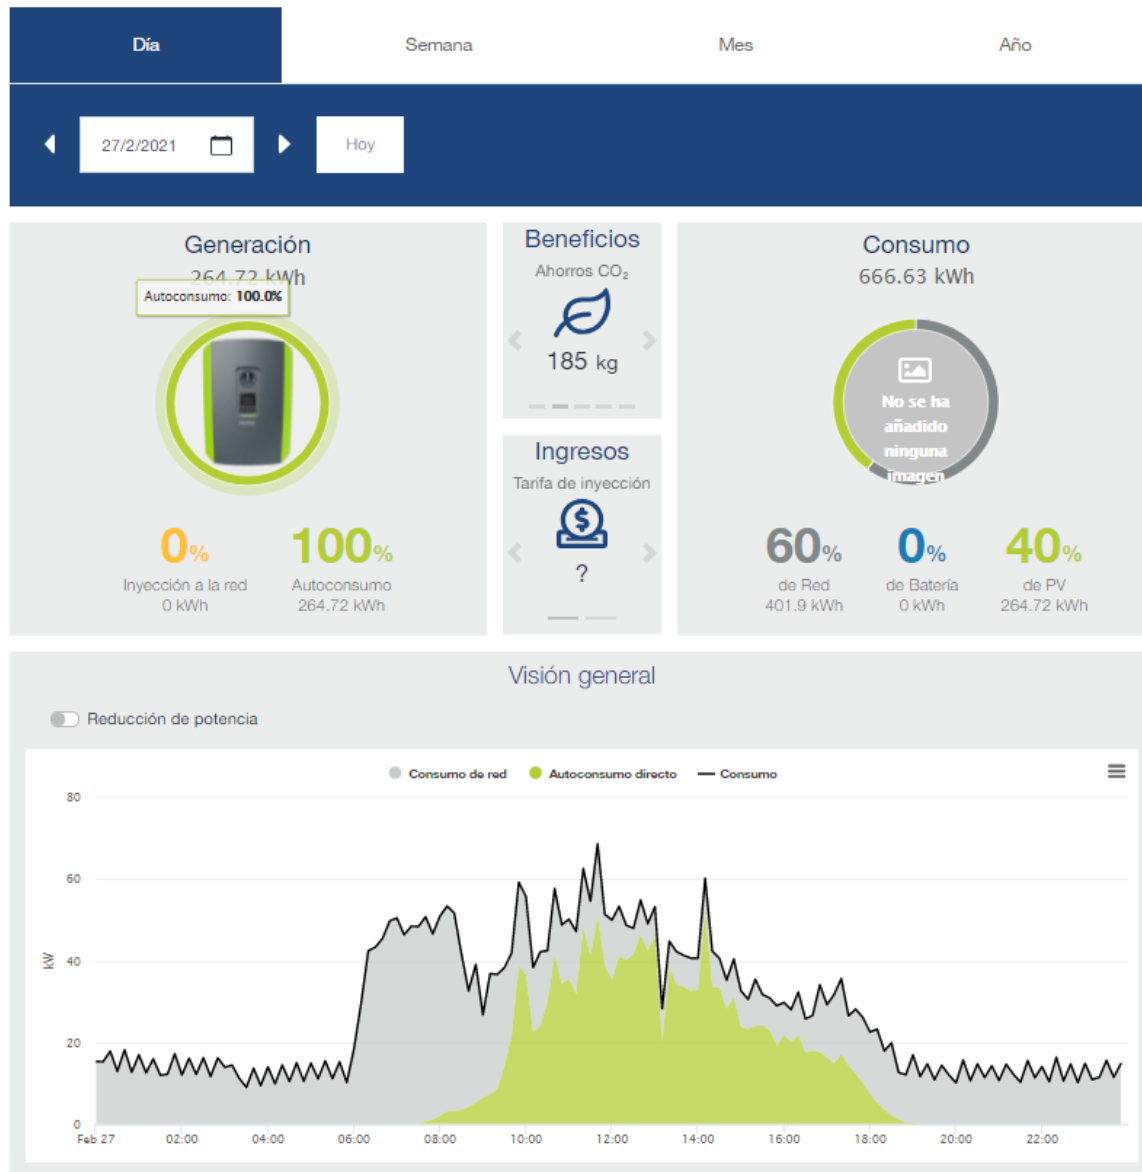 Día
Semana
Mes
Año
27/2/2021
Hoy
Generación
264.72 kWh
Autoconsumo: 100.0%
0%
Inyección a la red
0 kWh
100%
Autoconsumo
264.72 kWh
Beneficios
Ahorros CO₂
185 kg
Ingresos
Tarifa de inyección
$
?
Consumo
666.63 kWh
No se ha
añadido
ninguna
imagen
60%
de Red
401.9 kWh
0%
de Batería
0 kWh
40%
de PV
264.72 kWh
Visión general
Reducción de potencia
Consumo de red
Autoconsumo directo
Consumo
80
60
40
20
0
kW
Feb 27
02:00
04:00
06:00
08:00
10:00
12:00
14:00
16:00
18:00
20:00
22:00